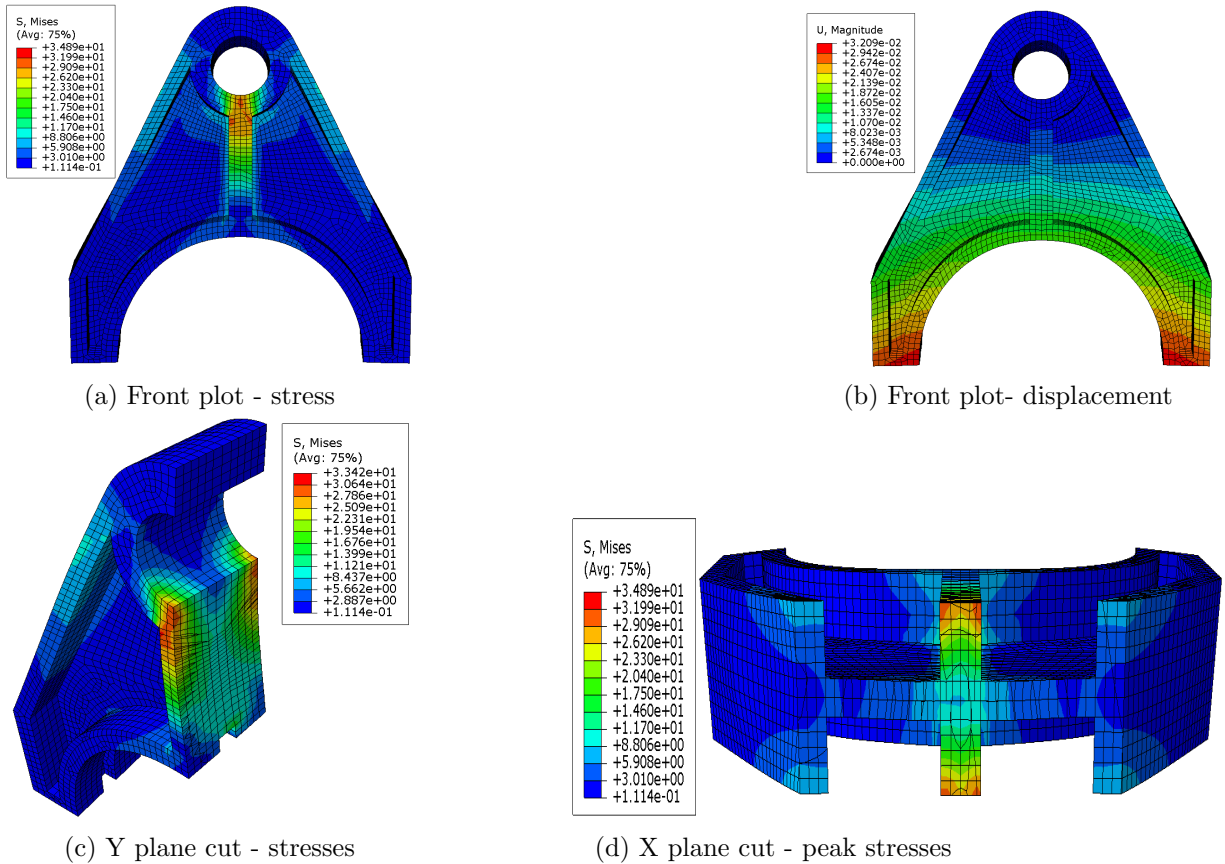 S, Mises
(Avg: 75%)
+3.489e+01
+3.199e+01
+2.909e+01
+2.620e+01
+2.330e+01
+2.040e+01
+1.750e+01
+1.460e+01
+1.170e+01
+8.806e+00
+5.908e+00
+3.010e+00
+1.114e-01
U, Magnitude
+3.209e-02
+2.942e-02
+2.674e-02
+2.407e-02
+2.139e-02
+1.872e-02
+1.605e-02
+1.337e-02
+1.070e-02
+8.023e-03
+5.348e-03
+2.674e-03
+0.000e+00
(a) Front plot - stress
(b) Front plot- displacement
S, Mises
(Avg: 75%)
+3.342e+01
+3.064e+01
+2.786e+01
+2.509e+01
+2.231e+01
+1.954e+01
+1.676e+01
+1.399e+01
+1.121e+01
+8.437e+00
+5.662e+00
+2.887e+00
+1.114e-01
S, Mises
(Avg: 75%)
+3.489e+01
+3.199e+01
+2.909e+01
+2.620e+01
+2.330e+01
+2.040e+01
+1.750e+01
+1.460e+01
+1.170e+01
+8.806e+00
+5.908e+00
+3.010e+00
+1.114e-01
(c) Y plane cut - stresses
(d) X plane cut - peak stresses